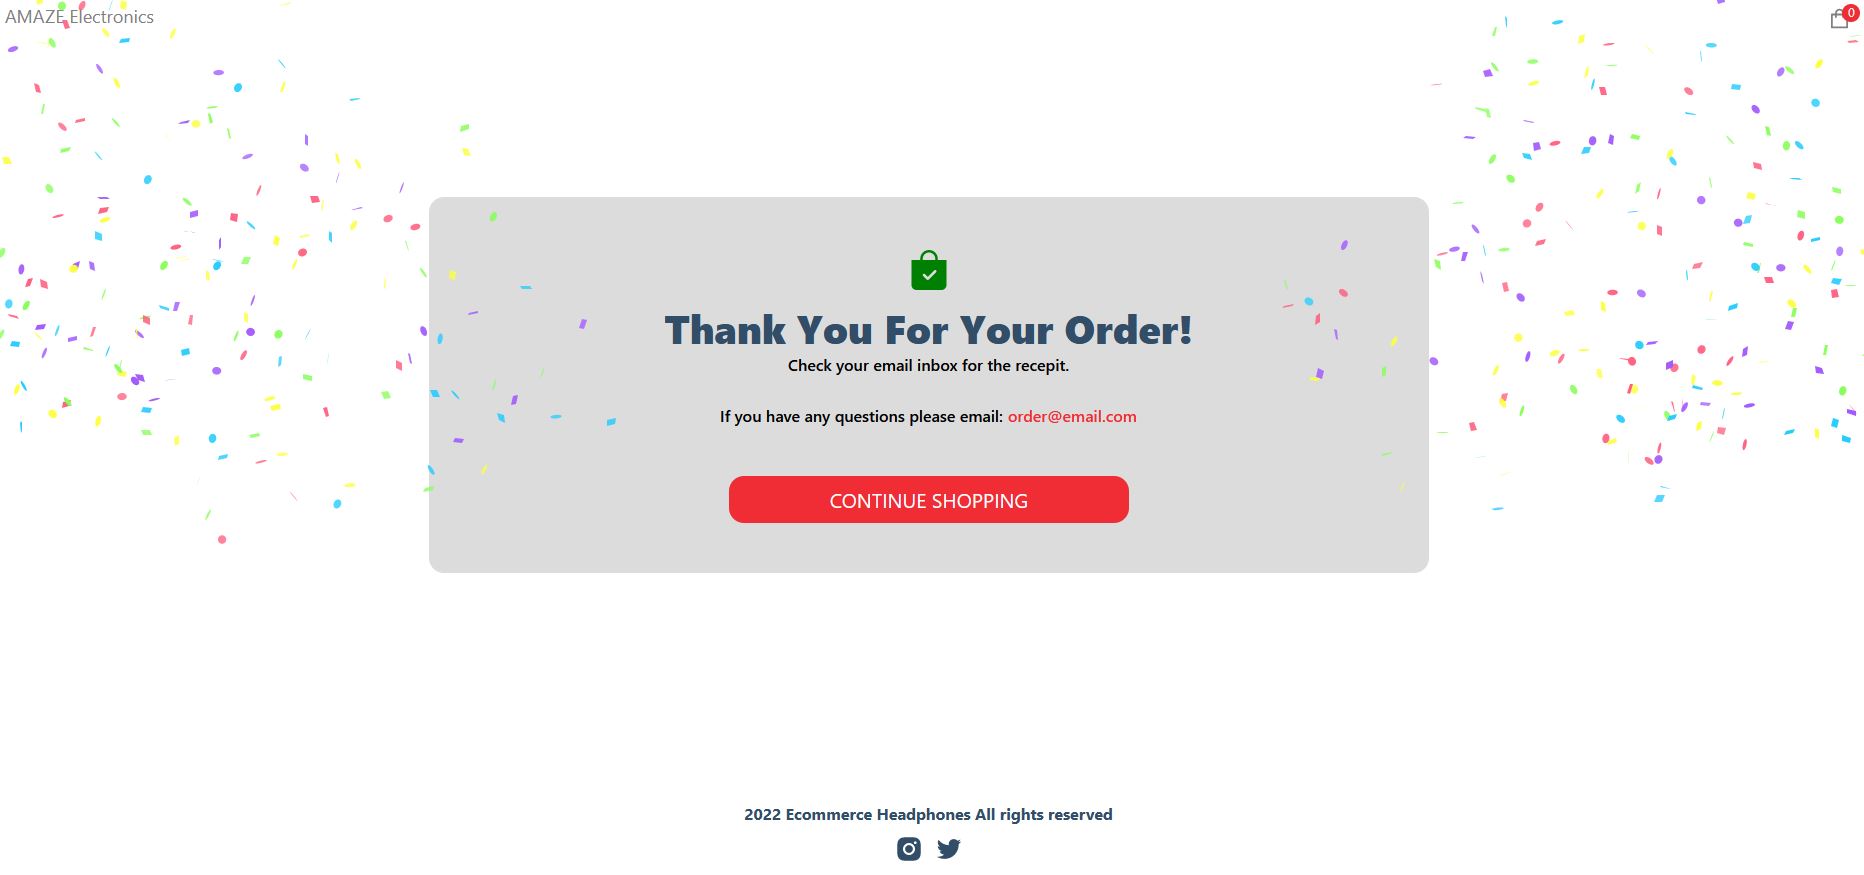 AMAZE Electronics
0
Thank You For Your Order!
Check your email inbox for the recepit.
If you have any questions please email: order@email.com
CONTINUE SHOPPING
2022 Ecommerce Headphones All rights reserved